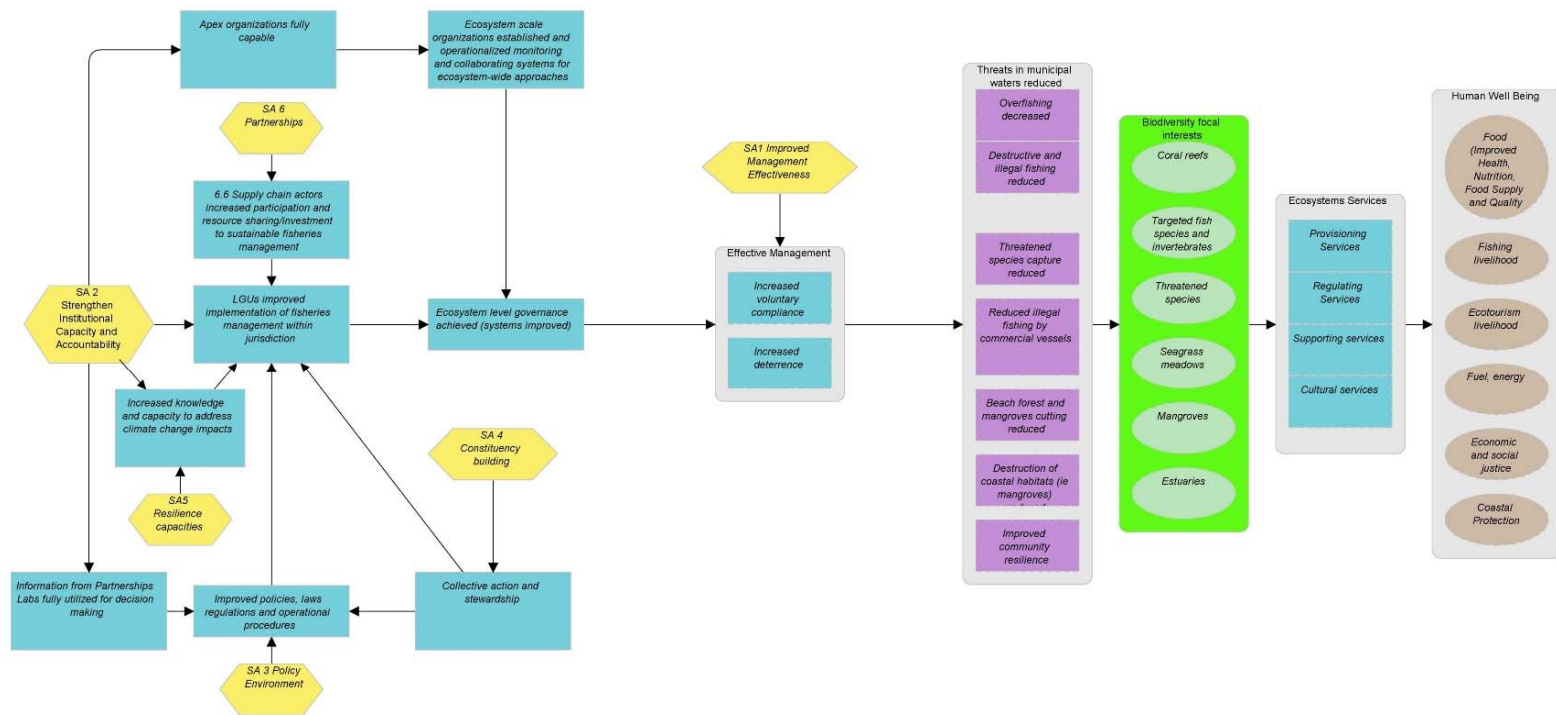 Apex organizations fully
capable
Ecosystem scale
organizations established and
operationalized monitoring
and collaborating systems for
ecosystem-wide approaches
SA 6
Partnerships
6.6 Supply chain actors
increased participation and
resource sharing/investment
to sustainable fisheries
management
SA 2
Strengthen
Institutional
Capacity and
Accountability
LGUs improved
implementation of fisheries
management within
jurisdiction
Ecosystem level governance
achieved (systems improved)
Increased knowledge
and capacity to address
climate change impacts
SA5
Resilience
capacities
SA 4
Constituency
building
Information from Partnerships
Labs fully utilized for decision
making
Improved policies, laws
regulations and operational
procedures
Collective action and
stewardship
SA 3 Policy
Environment
SA1 Improved
Management
Effectiveness
Effective Management
Increased
voluntary
compliance
Increased
deterrence
Threats in municipal
waters reduced
Overfishing
decreased
Destructive and
illegal fishing
reduced
Threatened
species capture
reduced
Reduced illegal
fishing by
commercial vessels
Beach forest and
mangroves cutting
reduced
Destruction of
coastal habitats (ie
mangroves)
Improved
community
resilience
Biodiversity focal
interests
Coral reefs
Targeted fish
species and
invertebrates
Threatened
species
Seagrass
meadows
Mangroves
Estuaries
Ecosystems Services
Provisioning
Services
Regulating
Services
Supporting services
Cultural services
Human Well Being
Food
(Improved
Health,
Nutrition,
Food Supply
and Quality
Fishing
livelihood
Ecotourism
livelihood
Fuel, energy
Economic
and social
justice
Coastal
Protection